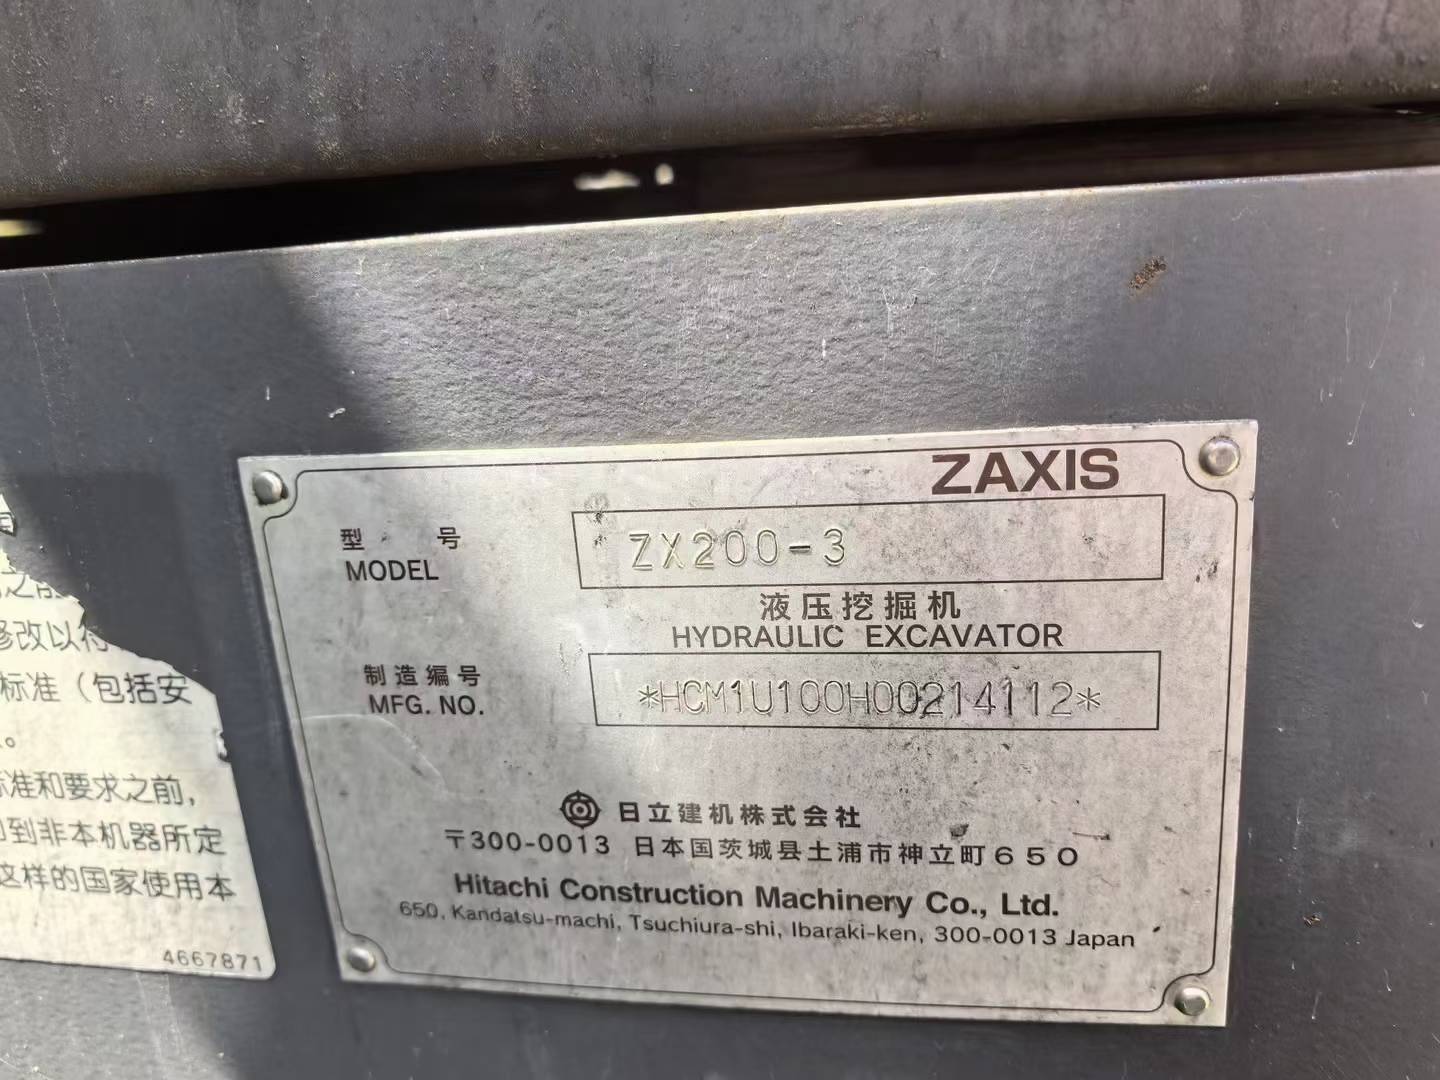 ZAXIS
型 号
MODEL
ZX200-3
液压挖掘机
HYDRAULIC EXCAVATOR
制造编号
MFG. NO.
*HCM1U100H00214112*
日立建机株式会社
〒300-0013 日本国茨城县土浦市神立町650
Hitachi Construction Machinery Co., Ltd.
650, Kandatsu-machi, Tsuchiura-shi, Ibaraki-ken, 300-0013 Japan
修改以符
标准（包括安
。
标准和要求之前，
到非本机器所定
这样的国家使用本
4667871